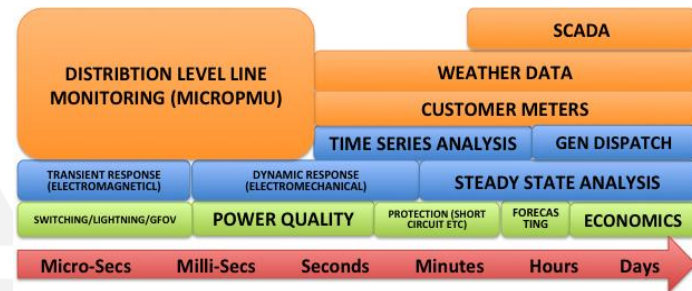 SCADA
DISTRIBTION LEVEL LINE
MONITORING (MICROPMU)
WEATHER DATA
CUSTOMER METERS
TIME SERIES ANALYSIS
GEN DISPATCH
TRANSIENT RESPONSE
(ELECTROMAGNETICL)
DYNAMIC RESPONSE
(ELECTROMECHANICAL)
STEADY STATE ANALYSIS
SWITCHING/LIGHTNING/GFOV
POWER QUALITY
PROTECTION (SHORT
CIRCUIT ETC)
FORECAS
TING
ECONOMICS
Micro-Secs
Milli-Secs
Seconds
Minutes
Hours
Days